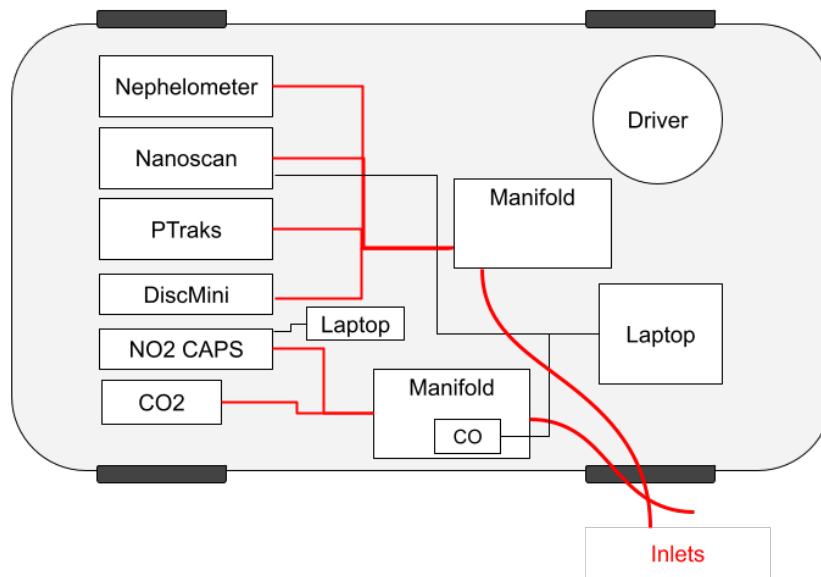 Nephelometer
Nanoscan
PTraks
DiscMini
NO2 CAPS
CO2
Laptop
Manifold
CO
Manifold
Driver
Laptop
Inlets